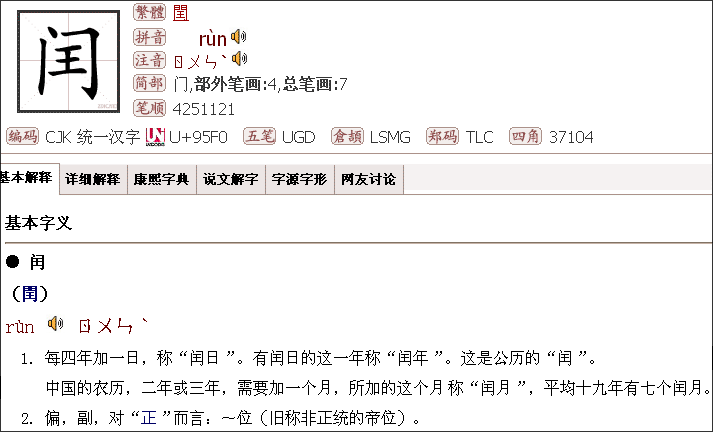 闰
繁體 閏
拼音 rùn
注音 ㄖㄨㄣˋ
简部 门,部外笔画:4,总笔画:7
笔顺 4251121
编码 CJK 统一汉字 UN U+95F0 五笔 UGD 倉頡 LSMG 郑码 TLC 四角 37104
基本解释 详细解释 康熙字典 说文解字 字源字形 网友讨论
基本字义
● 闰
（閏）
rùn ㄖㄨㄣˋ
1. 每四年加一日，称“闰日”。有闰日的这一年称“闰年”。这是公历的“闰”。
中国的农历，二年或三年，需要加一个月，所加的这个月称“闰月”，平均十九年有七个闰月。
2. 偏，副，对“正”而言：～位（旧称非正统的帝位）。